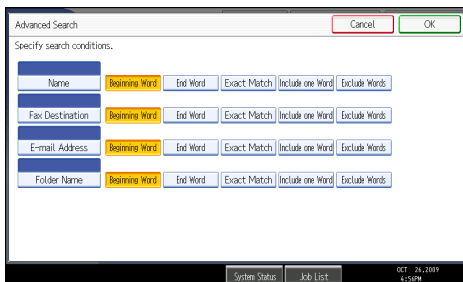 Advanced Search Cancel OK
Specify search conditions.
Name Beginning Word End Word Exact Match Include one Word Exclude Words
Fax Destination Beginning Word End Word Exact Match Include one Word Exclude Words
E-mail Address Beginning Word End Word Exact Match Include one Word Exclude Words
Folder Name Beginning Word End Word Exact Match Include one Word Exclude Words
System Status Job List OCT 26,2009
4:56PM